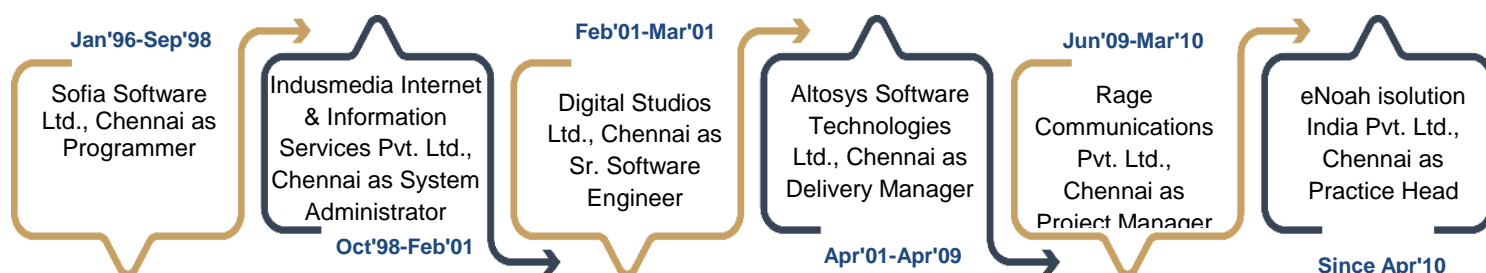 Jan'96-Sep'98
Sofia Software
Ltd., Chennai as
Programmer
Indusmedia Internet
& Information
Services Pvt. Ltd.,
Chennai as System
Administrator
Oct'98-Feb'01
Feb'01-Mar'01
Digital Studios
Ltd., Chennai as
Sr. Software
Engineer
Altosys Software
Technologies
Ltd., Chennai as
Delivery Manager
Apr'01-Apr'09
Jun'09-Mar'10
Rage
Communications
Pvt. Ltd.,
Chennai as
Project Manager
eNoah isolution
India Pvt. Ltd.,
Chennai as
Practice Head
Since Apr'10